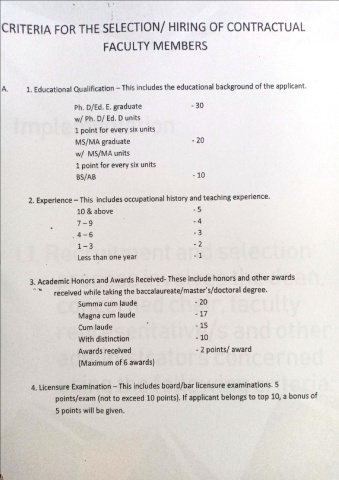 CRITERIA FOR THE SELECTION/ HIRING OF CONTRACTUAL
FACULTY MEMBERS
A. 1. Educational Qualification – This includes the educational background of the applicant.
Ph. D/Ed. E. graduate - 30
w/ Ph. D/ Ed. D units
1 point for every six units
MS/MA graduate - 20
w/ MS/MA units
1 point for every six units
BS/AB - 10
2. Experience – This includes occupational history and teaching experience.
10 & above - 5
7 – 9 - 4
4 – 6 - 3
1 – 3 - 2
Less than one year - 1
3. Academic Honors and Awards Received- These include honors and other awards
received while taking the baccalaureate/master's/doctoral degree.
Summa cum laude - 20
Magna cum laude - 17
Cum laude - 15
With distinction - 10
Awards received - 2 points/ award
(Maximum of 6 awards)
4. Licensure Examination – This includes board/bar licensure examinations. 5
points/exam (not to exceed 10 points). If applicant belongs to top 10, a bonus of
5 points will be given.